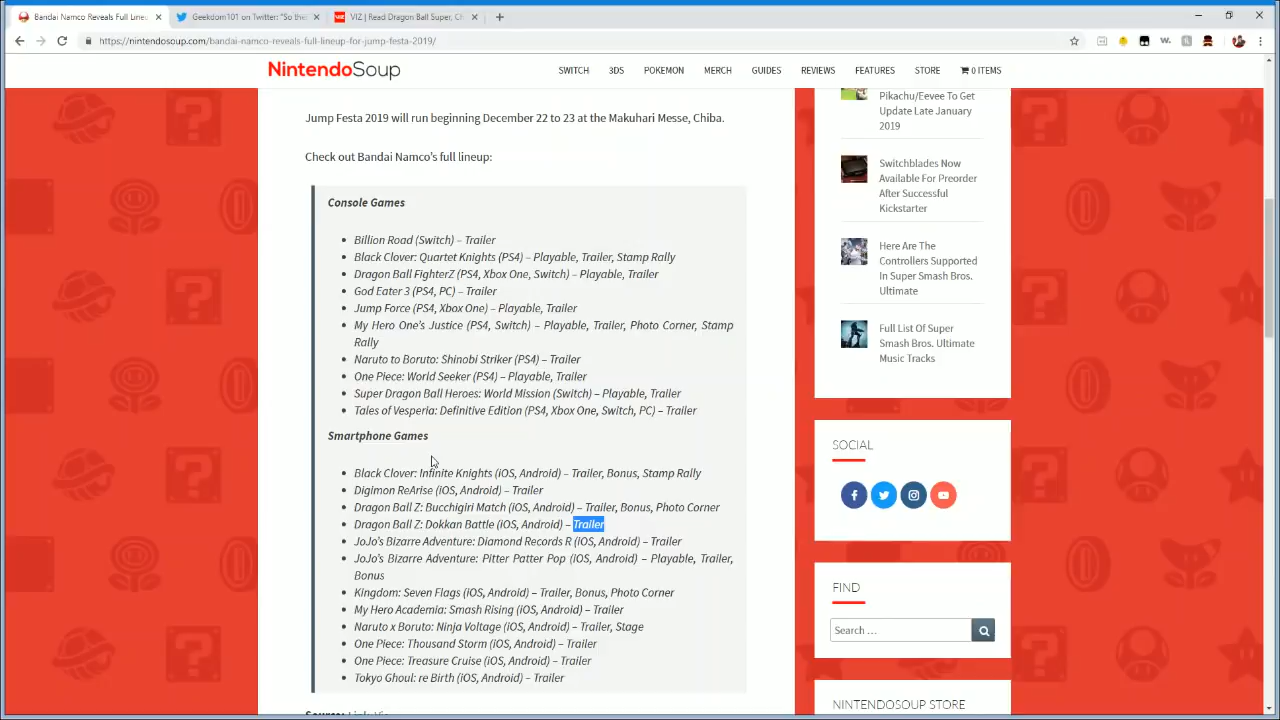 Bandai Namco Reveals Full Lineu
Geekdom101 on Twitter: "So the
VIZ | Read Dragon Ball Super, Ch
https://nintendosoup.com/bandai-namco-reveals-full-lineup-for-jump-festa-2019/
NintendoSoup
SWITCH 3DS POKEMON MERCH GUIDES REVIEWS FEATURES STORE 0 ITEMS
Jump Festa 2019 will run beginning December 22 to 23 at the Makuhari Messe, Chiba.
Check out Bandai Namco's full lineup:
Console Games
• Billion Road (Switch) – Trailer
• Black Clover: Quartet Knights (PS4) – Playable, Trailer, Stamp Rally
• Dragon Ball FighterZ (PS4, Xbox One, Switch) – Playable, Trailer
• God Eater 3 (PS4, PC) – Trailer
• Jump Force (PS4, Xbox One) – Playable, Trailer
• My Hero One's Justice (PS4, Switch) – Playable, Trailer, Photo Corner, Stamp
Rally
• Naruto to Boruto: Shinobi Striker (PS4) – Trailer
• One Piece: World Seeker (PS4) – Playable, Trailer
• Super Dragon Ball Heroes: World Mission (Switch) – Playable, Trailer
• Tales of Vesperia: Definitive Edition (PS4, Xbox One, Switch, PC) – Trailer
Smartphone Games
• Black Clover: Infinite Knights (iOS, Android) – Trailer, Bonus, Stamp Rally
• Digimon ReArise (iOS, Android) – Trailer
• Dragon Ball Z: Bucchigiri Match (iOS, Android) – Trailer, Bonus, Photo Corner
• Dragon Ball Z: Dokkan Battle (iOS, Android) – Trailer
• JoJo's Bizarre Adventure: Diamond Records R (iOS, Android) – Trailer
• JoJo's Bizarre Adventure: Pitter Patter Pop (iOS, Android) – Playable, Trailer,
Bonus
• Kingdom: Seven Flags (iOS, Android) – Trailer, Bonus, Photo Corner
• My Hero Academia: Smash Rising (iOS, Android) – Trailer
• Naruto x Boruto: Ninja Voltage (iOS, Android) – Trailer, Stage
• One Piece: Thousand Storm (iOS, Android) – Trailer
• One Piece: Treasure Cruise (iOS, Android) – Trailer
• Tokyo Ghoul: re Birth (iOS, Android) – Trailer
Pikachu/Eevee To Get
Update Late January
2019
Switchblades Now
Available For Preorder
After Successful
Kickstarter
Here Are The
Controllers Supported
In Super Smash Bros.
Ultimate
Full List Of Super
Smash Bros. Ultimate
Music Tracks
SOCIAL
FIND
Search …
NINTENDOSOUP STORE